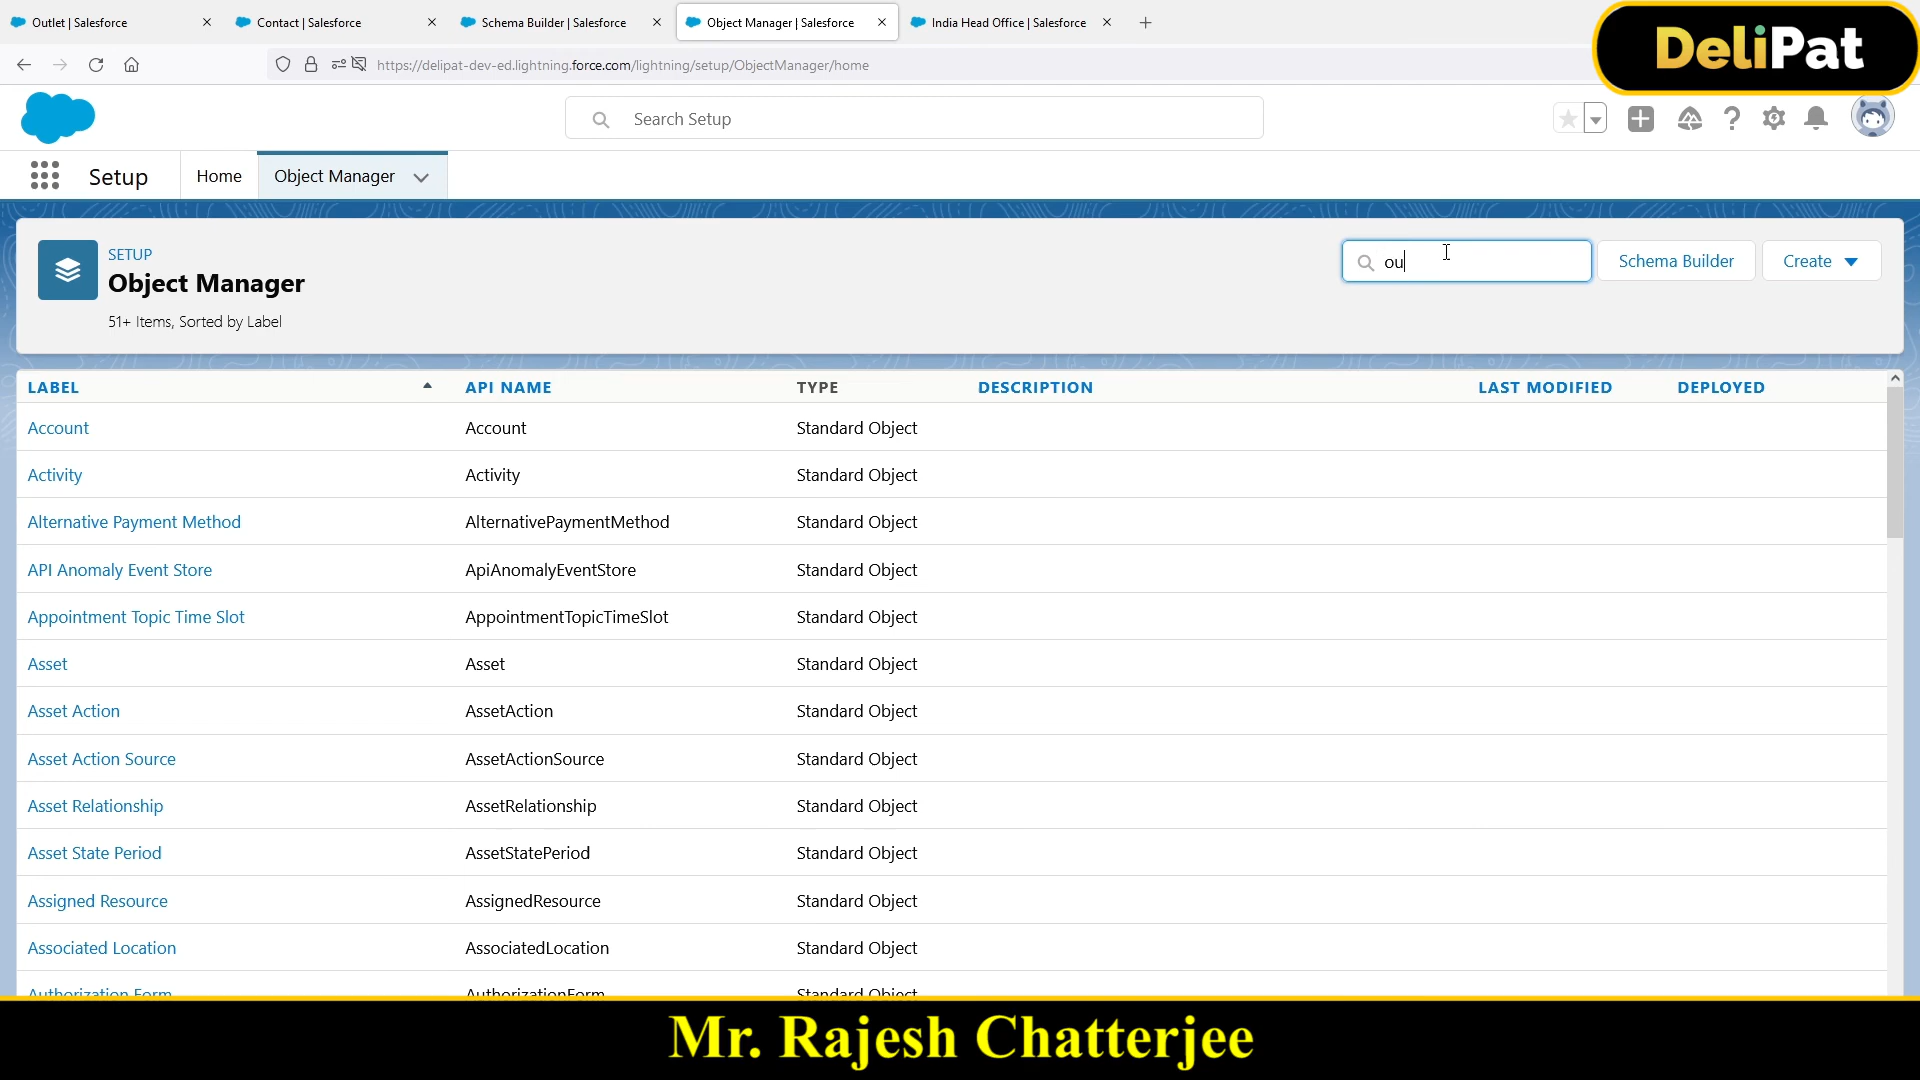 Outlet | Salesforce
Contact | Salesforce
Schema Builder | Salesforce
Object Manager | Salesforce
India Head Office | Salesforce
DeliPat
https://delipat-dev-ed.lightning.force.com/lightning/setup/ObjectManager/home
Search Setup
Setup
Home
Object Manager
SETUP
Object Manager
51+ Items, Sorted by Label
ou
Schema Builder
Create
LABEL API NAME TYPE DESCRIPTION LAST MODIFIED DEPLOYED
Account Account Standard Object
Activity Activity Standard Object
Alternative Payment Method AlternativePaymentMethod Standard Object
API Anomaly Event Store ApiAnomalyEventStore Standard Object
Appointment Topic Time Slot AppointmentTopicTimeSlot Standard Object
Asset Asset Standard Object
Asset Action AssetAction Standard Object
Asset Action Source AssetActionSource Standard Object
Asset Relationship AssetRelationship Standard Object
Asset State Period AssetStatePeriod Standard Object
Assigned Resource AssignedResource Standard Object
Associated Location AssociatedLocation Standard Object
Authorization Form AuthorizationForm Standard Object
Mr. Rajesh Chatterjee